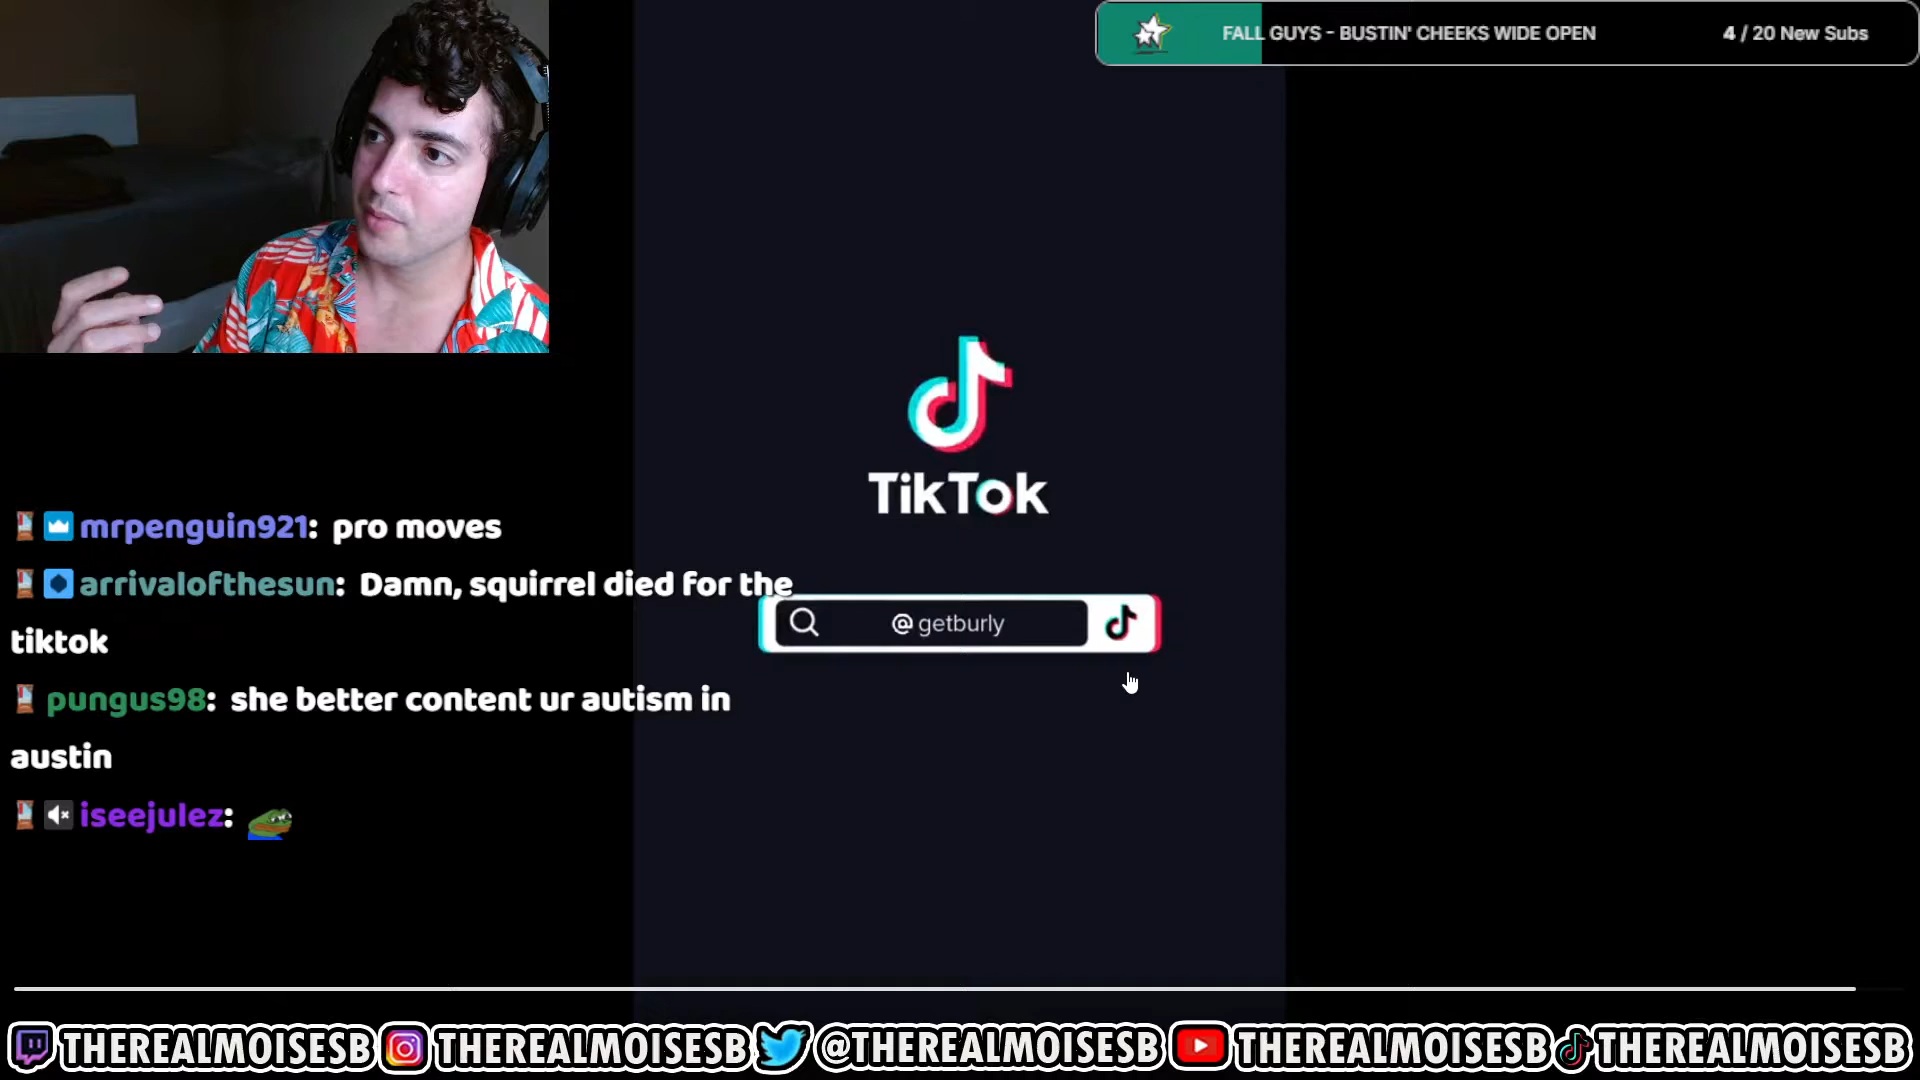 FALL GUYS - BUSTIN' CHEEKS WIDE OPEN 4 / 20 New Subs
TikTok
@getburly
mrpenguin921: pro moves
arrivalofthesun: Damn, squirrel died for the
tiktok
pungus98: she better content ur autism in
austin
iseejulez:
THEREALMOISESB THEREALMOISESB @THEREALMOISESB THEREALMOISESB THEREALMOISESB